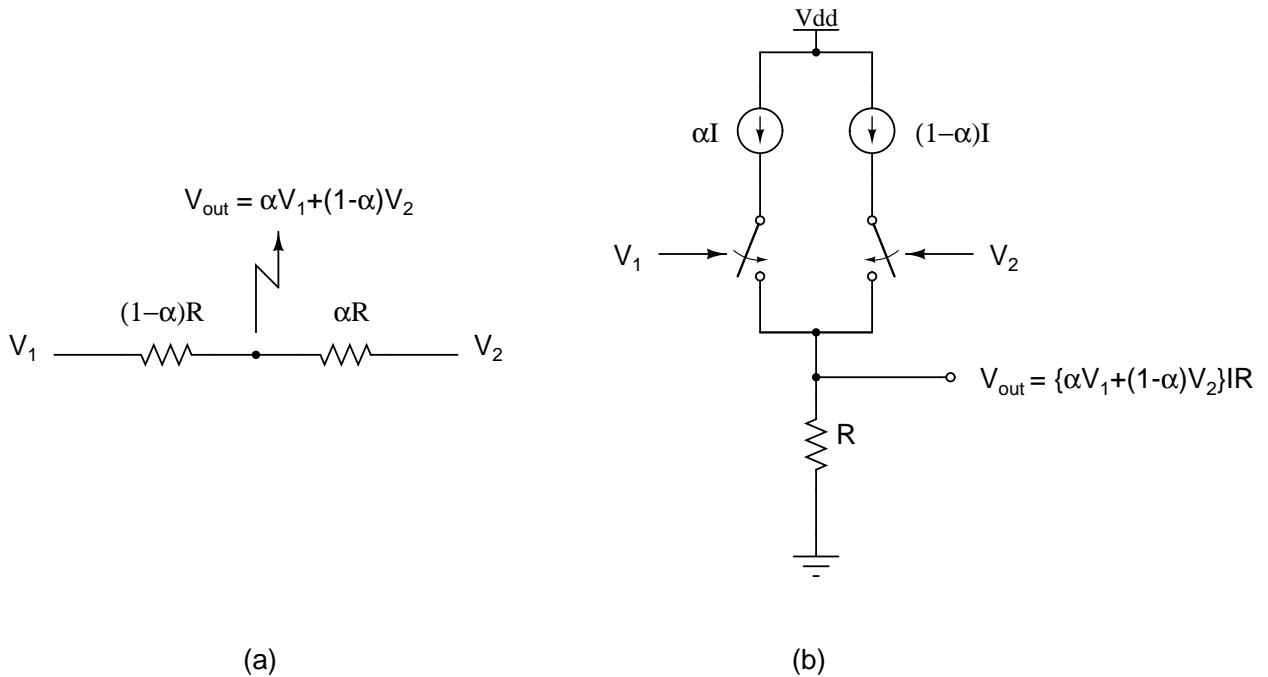 Vdd
αI
(1−α)I
V_out = αV_1+(1-α)V_2
V_1
V_2
(1−α)R
αR
V_1
V_2
V_out = {αV_1+(1-α)V_2}IR
R
(a)
(b)